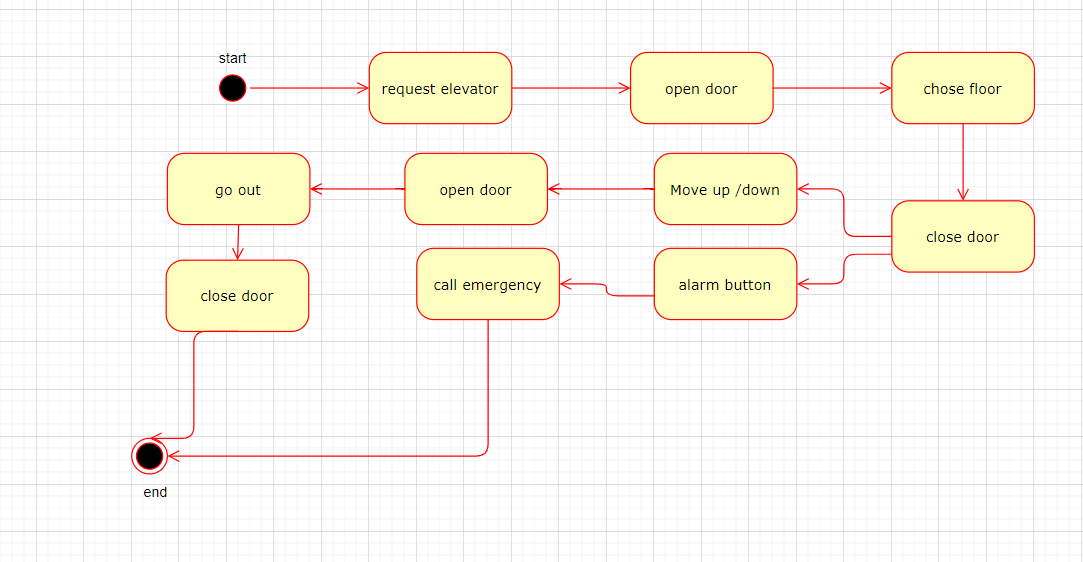 start
request elevator
open door
chose floor
go out
open door
Move up /down
close door
close door
call emergency
alarm button
end